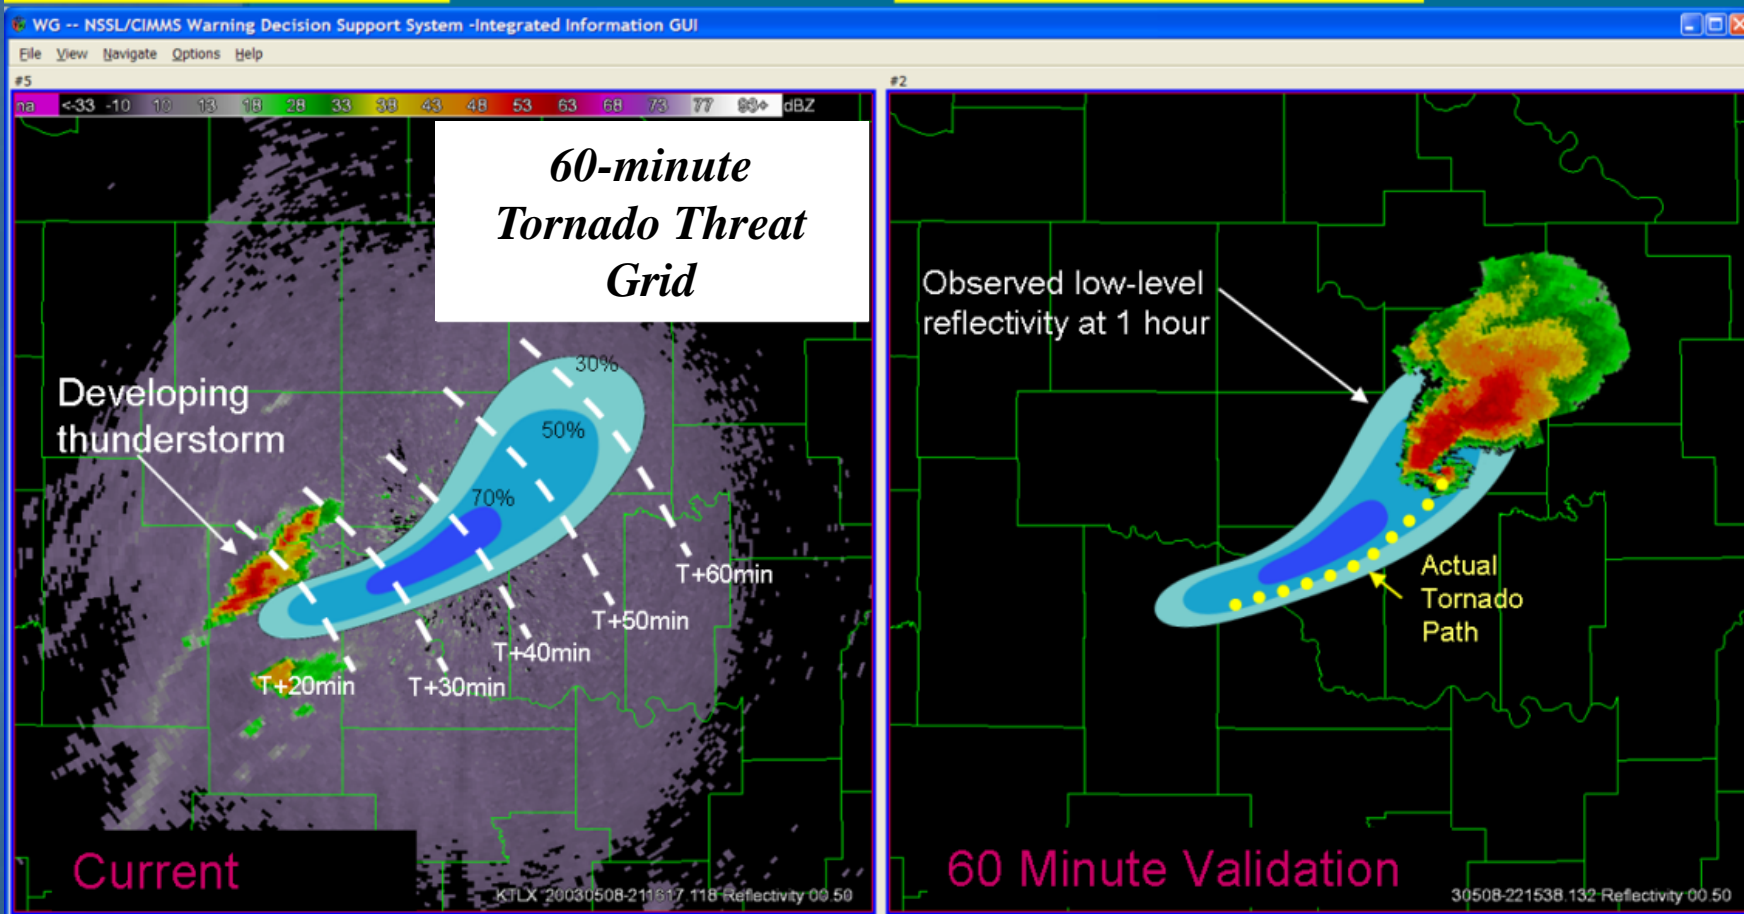 WG -- NSSL/CIMMS Warning Decision Support System -Integrated Information GUI
File View Navigate Options Help
#5
na <-33 -10 10 13 18 28 33 38 43 48 53 63 68 73 77 93+ dBZ
60-minute
Tornado Threat
Grid
Developing
thunderstorm
30%
50%
70%
T+60min
T+50min
T+40min
T+20min
T+30min
Current
KTLX 20030508-211617.118 Reflectivity 00.50
#2
Observed low-level
reflectivity at 1 hour
Actual
Tornado
Path
60 Minute Validation
30508-221538.132 Reflectivity 00.50